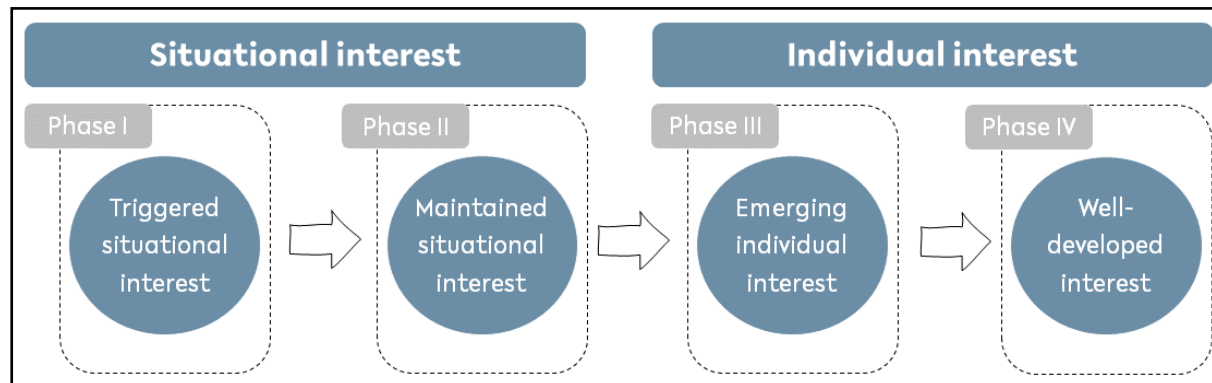 Situational interest
Individual interest
Phase I
Phase II
Phase III
Phase IV
Triggered
situational
interest
Maintained
situational
interest
Emerging
individual
interest
Well-
developed
interest